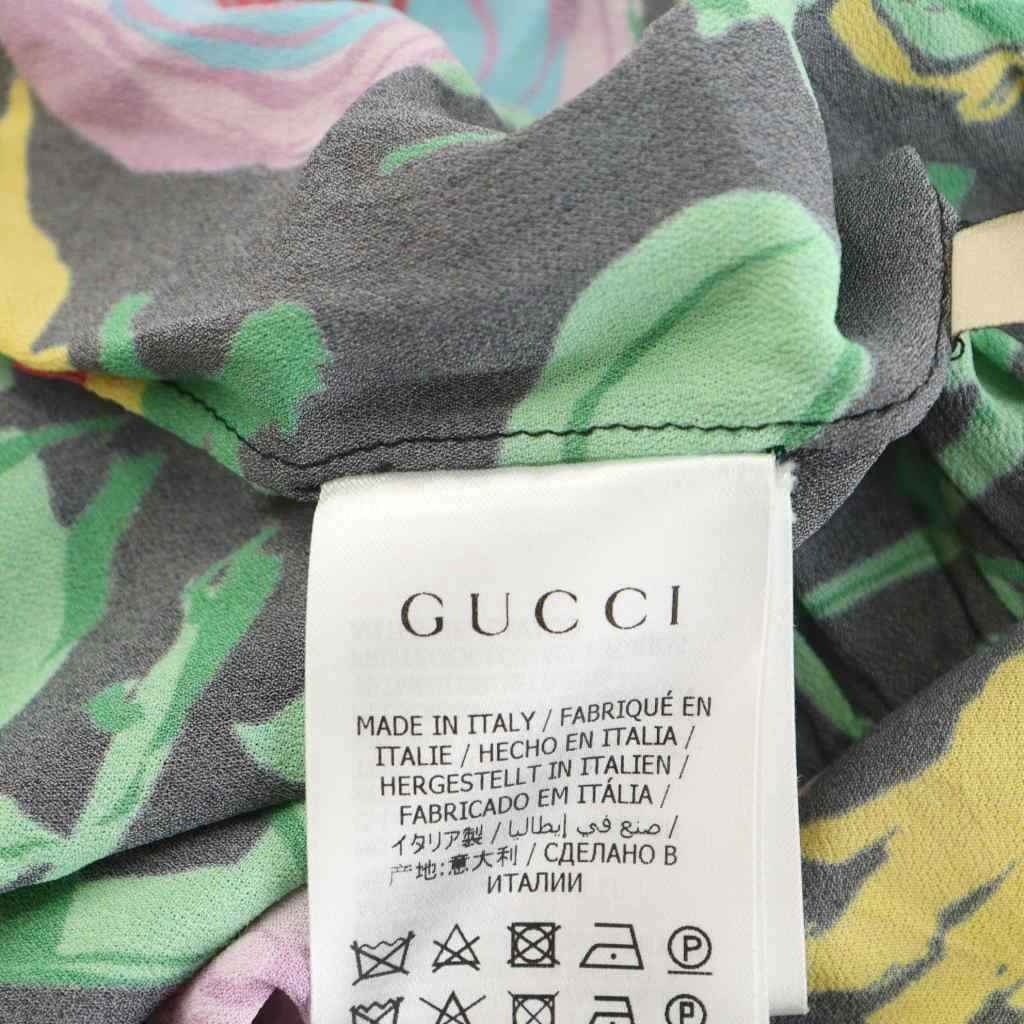 GUCCI
MADE IN ITALY / FABRIQUÉ EN
ITALIE / HECHO EN ITALIA /
HERGESTELLT IN ITALIEN /
FABRICADO EM ITÁLIA /
イタリア製 / صنع في إيطاليا /
产地:意大利 / СДЕЛАНО В
ИТАЛИИ
P
P